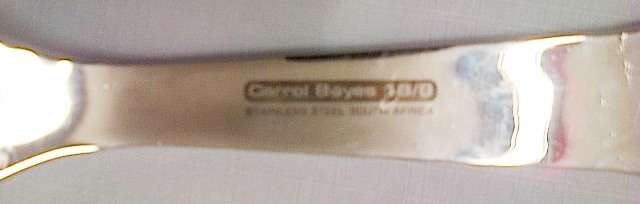 Carrol Boyes 18/0
STAINLESS STEEL SOUTH AFRICA